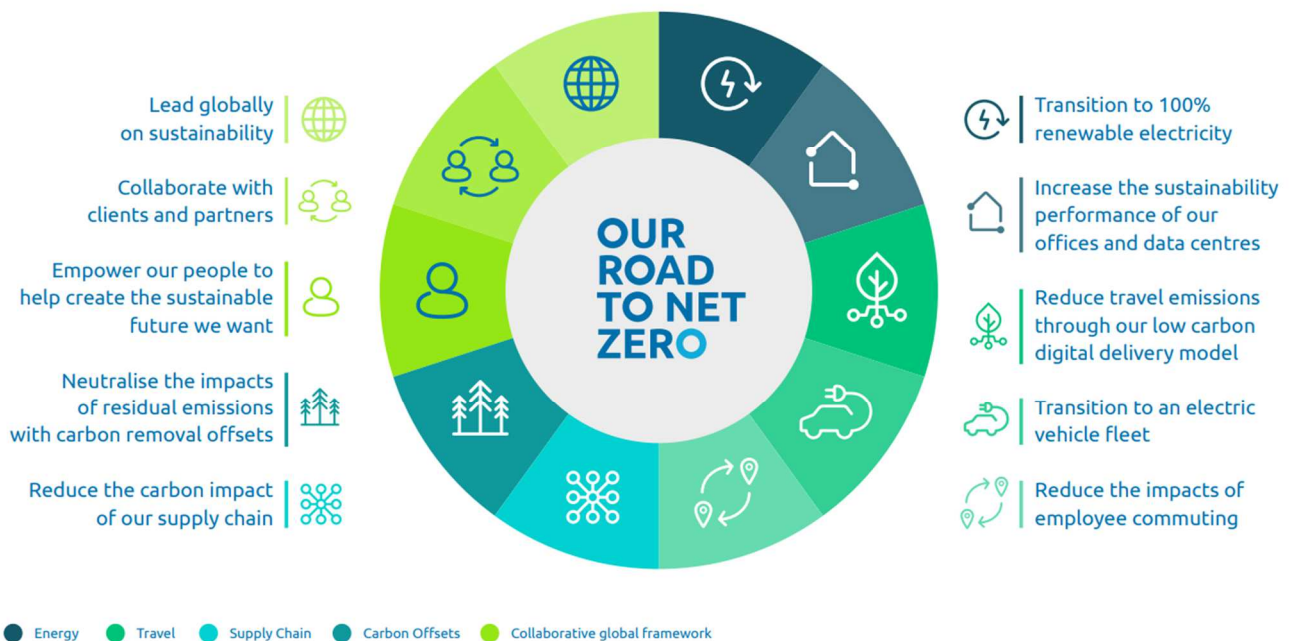 Lead globally
on sustainability
Collaborate with
clients and partners
Empower our people to
help create the sustainable
future we want
Neutralise the impacts
of residual emissions
with carbon removal offsets
Reduce the carbon impact
of our supply chain
OUR
ROAD
TO NET
ZERO
Transition to 100%
renewable electricity
Increase the sustainability
performance of our
offices and data centres
Reduce travel emissions
through our low carbon
digital delivery model
Transition to an electric
vehicle fleet
Reduce the impacts of
employee commuting
Energy Travel Supply Chain Carbon Offsets Collaborative global framework